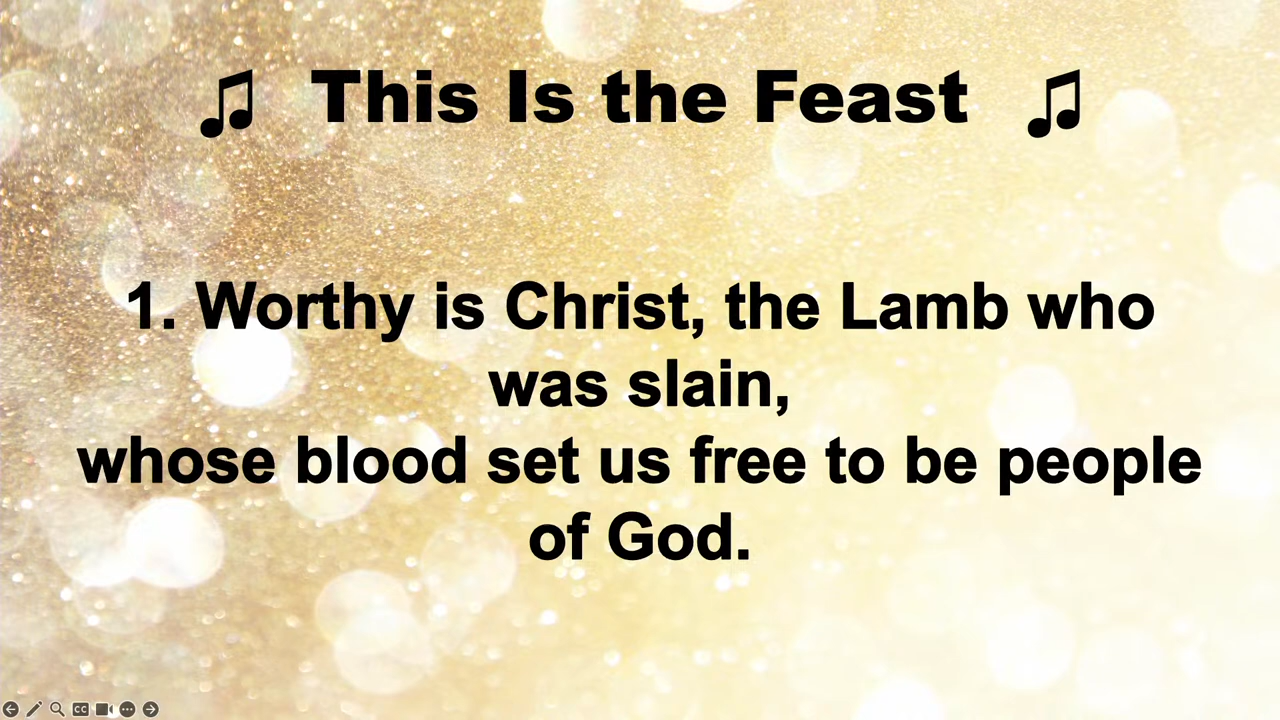 ♫ This Is the Feast ♫
1. Worthy is Christ, the Lamb who
was slain,
whose blood set us free to be people
of God.
CC